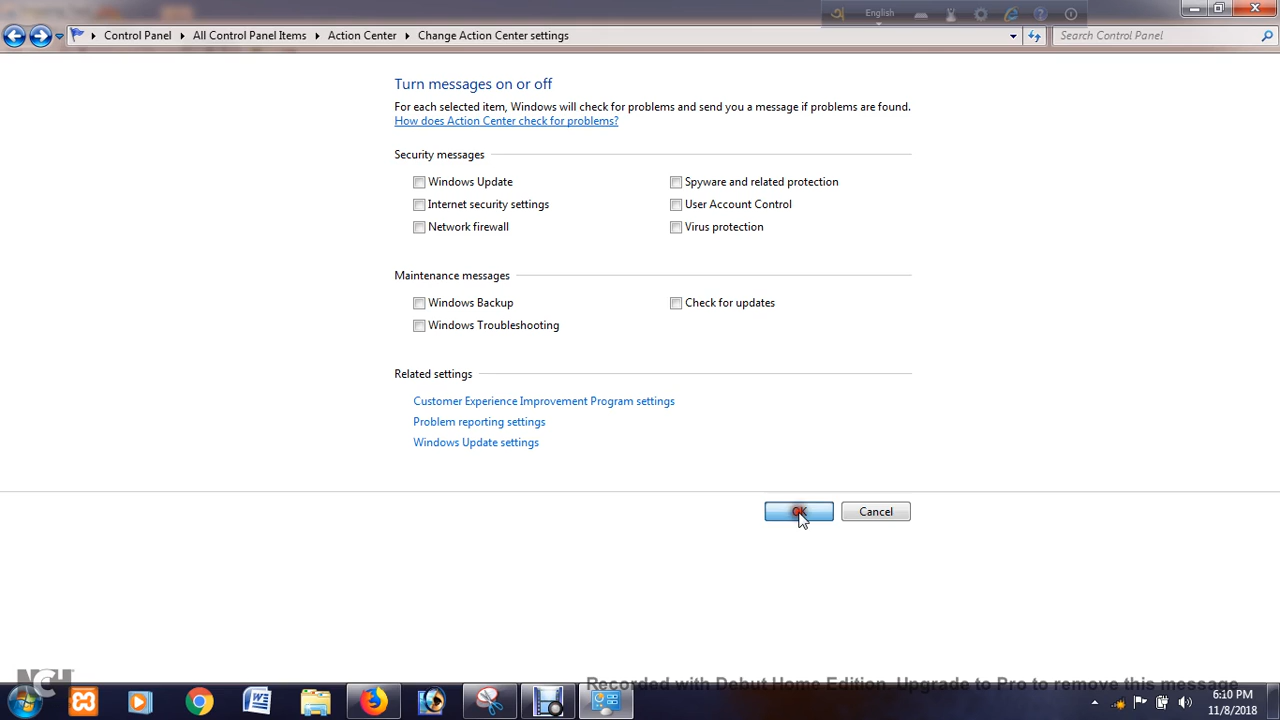 English
Control Panel
All Control Panel Items
Action Center
Change Action Center settings
Search Control Panel
Turn messages on or off
For each selected item, Windows will check for problems and send you a message if problems are found.
How does Action Center check for problems?
Security messages
Windows Update
Spyware and related protection
Internet security settings
User Account Control
Network firewall
Virus protection
Maintenance messages
Windows Backup
Check for updates
Windows Troubleshooting
Related settings
Customer Experience Improvement Program settings
Problem reporting settings
Windows Update settings
OK
Cancel
NCH
Recorded with Debut Home Edition. Upgrade to Pro to remove this message
6:10 PM
11/8/2018